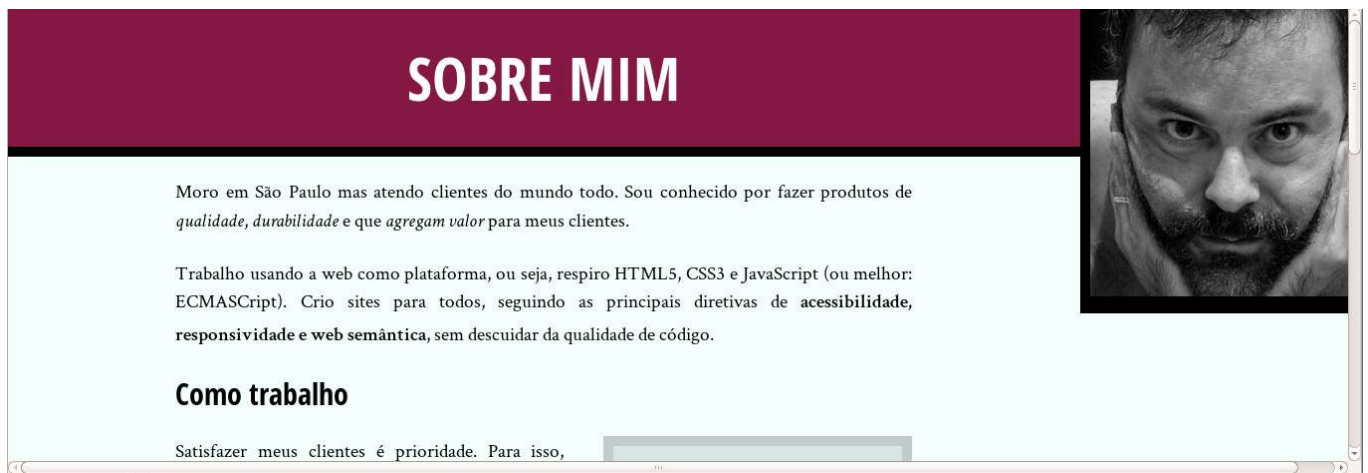 SOBRE MIM
Moro em São Paulo mas atendo clientes do mundo todo. Sou conhecido por fazer produtos de
qualidade, durabilidade e que agregam valor para meus clientes.
Trabalho usando a web como plataforma, ou seja, respiro HTML5, CSS3 e JavaScript (ou melhor:
ECMASCript). Crio sites para todos, seguindo as principais diretivas de acessibilidade,
responsividade e web semântica, sem descuidar da qualidade de código.
Como trabalho
Satisfazer meus clientes é prioridade. Para isso,